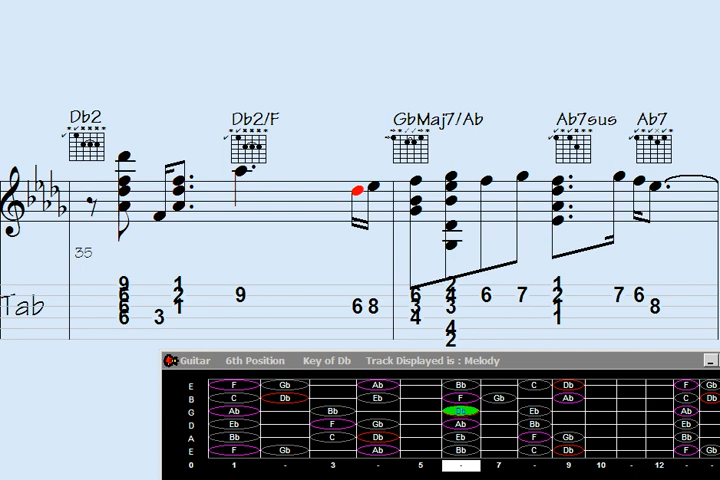 Db2 Db2/F GbMaj7/Ab Ab7sus Ab7
35
9 1 1 2
6 2 9 6 4 6 7 2 7 6
Tab 6 1 6 8 3 3 1 8
6 3 4 4 1
2
Guitar 6th Position Key of Db Track Displayed is : Melody
E F Gb Ab Bb C Db F Gb
B C Db Eb F Gb Ab C Db
G Ab Bb Db Eb Ab
D Eb F Gb Ab Bb Eb
A Bb C Db Eb F Gb Bb
E F Gb Ab Bb C Db F Gb
0 1 - 3 - 5 - 7 - 9 10 - 12 - -